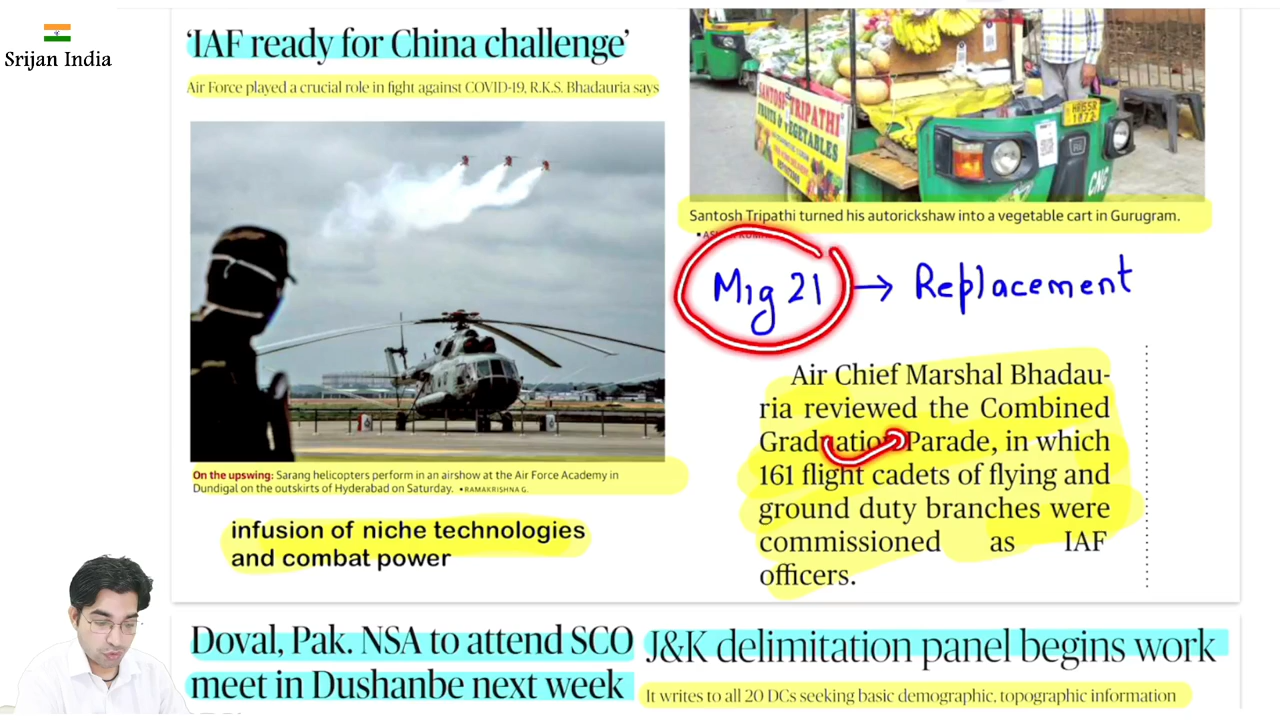 Srijan India
‘IAF ready for China challenge’
Air Force played a crucial role in fight against COVID-19, R.K.S. Bhadauria says
On the upswing: Sarang helicopters perform in an airshow at the Air Force Academy in
Dundigal on the outskirts of Hyderabad on Saturday. • RAMAKRISHNA G.
infusion of niche technologies
and combat power
SANTOSH TRIPATHI
FRUITS & VEGETABLES
CNG
Santosh Tripathi turned his autorickshaw into a vegetable cart in Gurugram.
Mig 21 → Replacement
Air Chief Marshal Bhadau-
ria reviewed the Combined
Graduation Parade, in which
161 flight cadets of flying and
ground duty branches were
commissioned as IAF
officers.
Doval, Pak. NSA to attend SCO
meet in Dushanbe next week
J&K delimitation panel begins work
It writes to all 20 DCs seeking basic demographic, topographic information